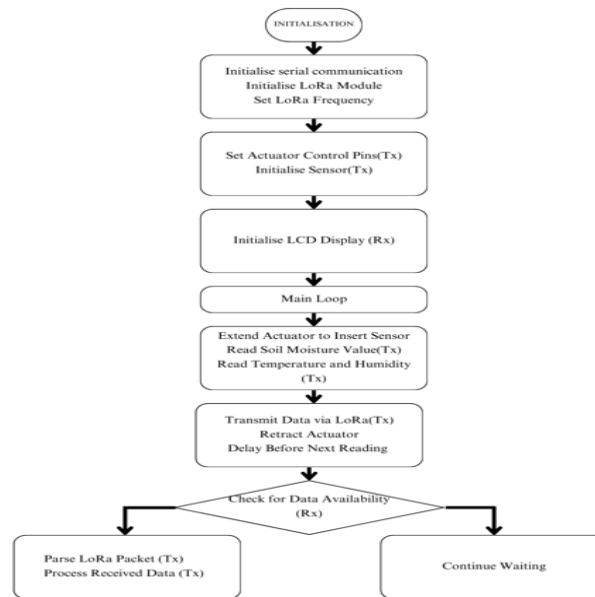 INITIALISATION
Initialise serial communication
Initialise LoRa Module
Set LoRa Frequency
Set Actuator Control Pins(Tx)
Initialise Sensor(Tx)
Initialise LCD Display (Rx)
Main Loop
Extend Actuator to Insert Sensor
Read Soil Moisture Value(Tx)
Read Temperature and Humidity
(Tx)
Transmit Data via LoRa(Tx)
Retract Actuator
Delay Before Next Reading
Check for Data Availability
(Rx)
Parse LoRa Packet (Tx)
Process Received Data (Tx)
Continue Waiting